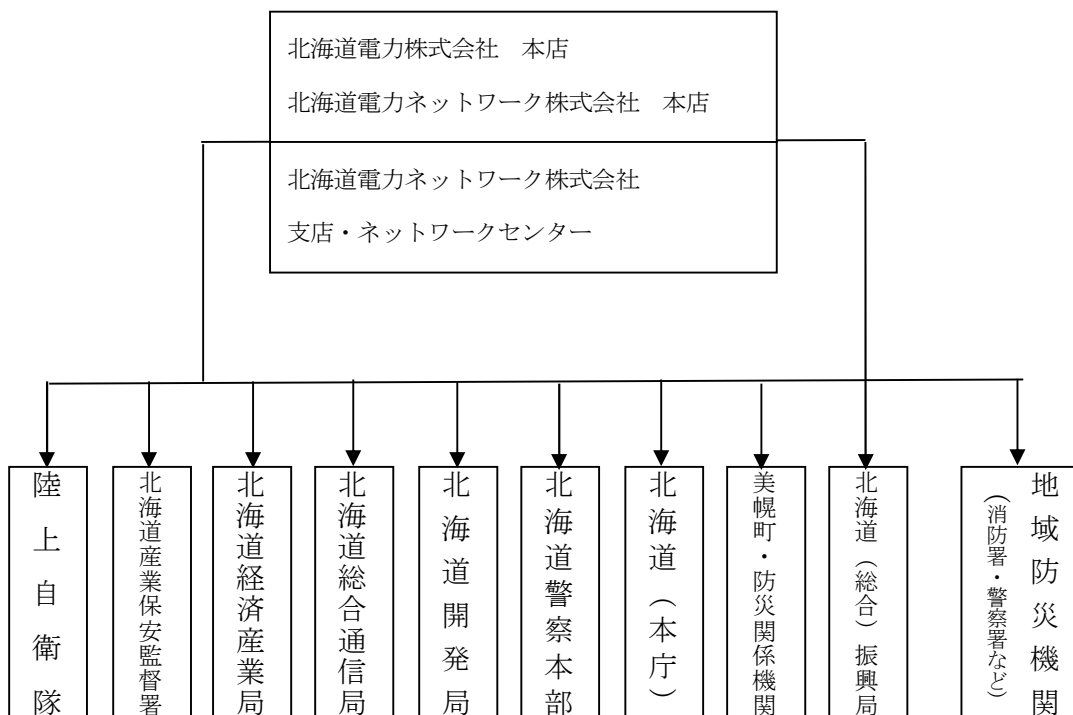 北海道電力株式会社　本店
北海道電力ネットワーク株式会社　本店
北海道電力ネットワーク株式会社
支店・ネットワークセンター
陸上自衛隊
北海道産業保安監督署
北海道経済産業局
北海道総合通信局
北海道開発局
北海道警察本部
北海道（本庁）
美幌町・防災関係機関
北海道（総合）振興局
地域防災機関
（消防署・警察署など）